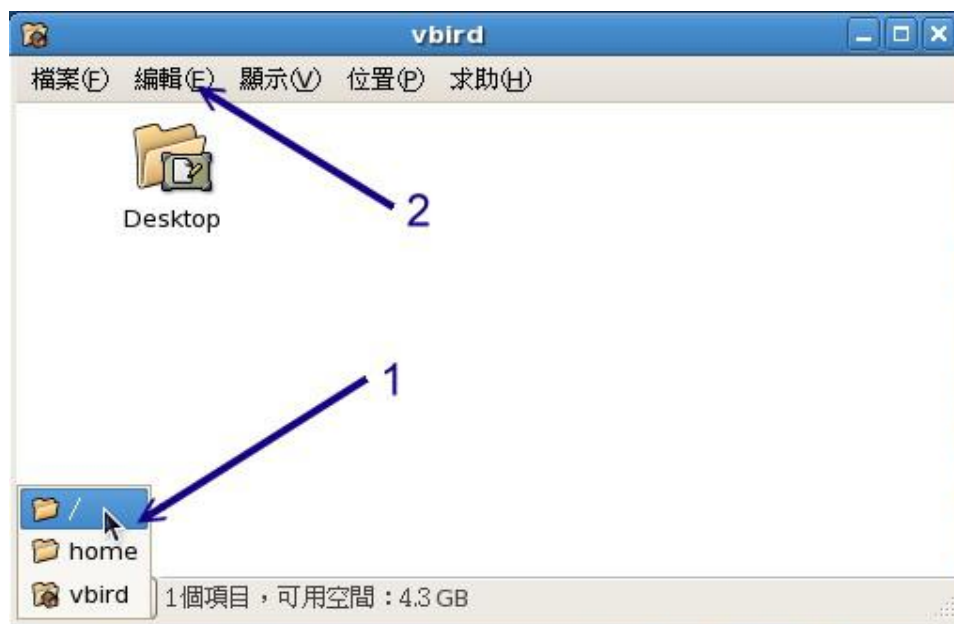 vbird
檔案(F) 編輯(E) 顯示(V) 位置(P) 求助(H)
Desktop
2
1
/
home
vbird
1個項目，可用空間：4.3 GB